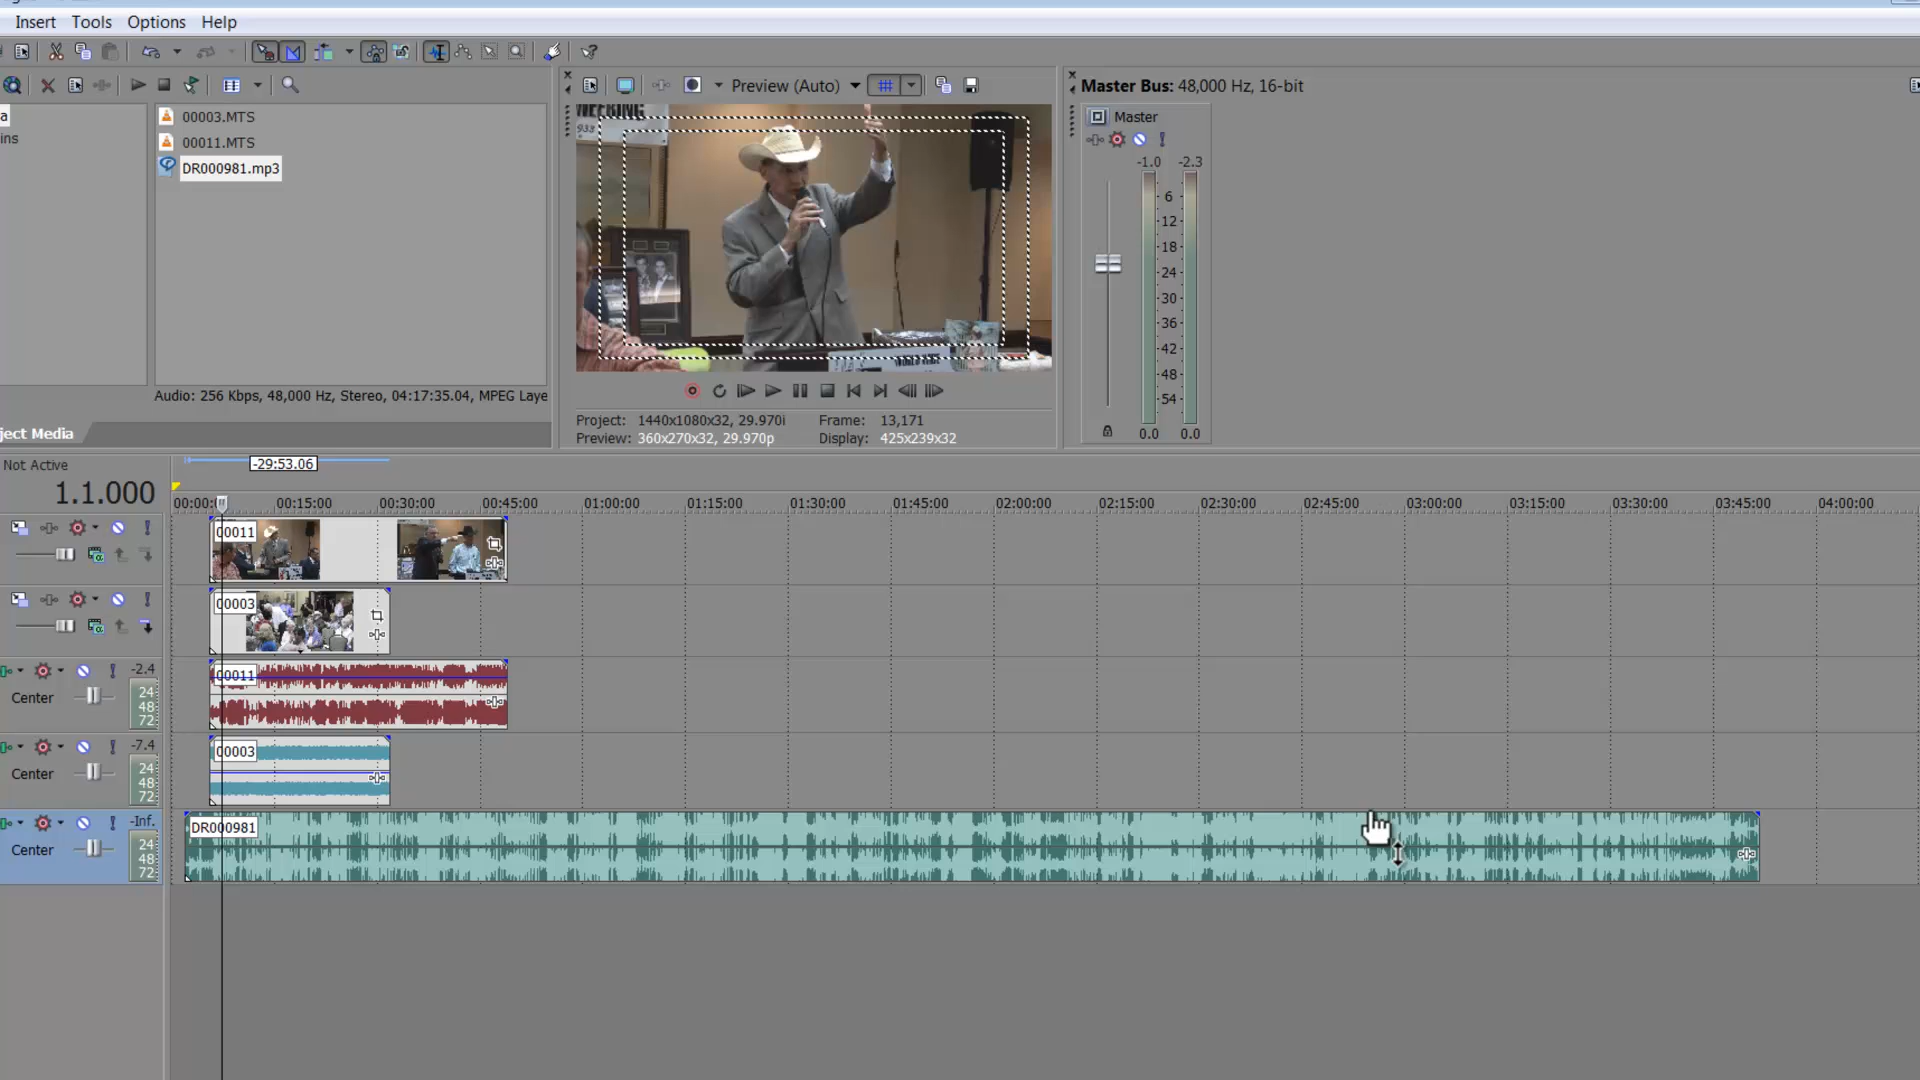 Insert Tools Options Help
Preview (Auto)
Master Bus: 48,000 Hz, 16-bit
00003.MTS
00011.MTS
DR000981.mp3
ins
933
Master
-1.0 -2.3
6
12
18
24
30
36
42
48
54
0.0 0.0
Audio: 256 Kbps, 48,000 Hz, Stereo, 04:17:35.04, MPEG Laye
ject Media
Project: 1440x1080x32, 29.970i Frame: 13,171
Preview: 360x270x32, 29.970p Display: 425x239x32
Not Active
-29:53.06
1.1.000
00:00:0 00:15:00 00:30:00 00:45:00 01:00:00 01:15:00 01:30:00 01:45:00 02:00:00 02:15:00 02:30:00 02:45:00 03:00:00 03:15:00 03:30:00 03:45:00 04:00:00
00011
00003
-2.4
00011
Center
24
48
72
-7.4
00003
Center
24
48
72
-Inf.
DR000981
Center
24
48
72